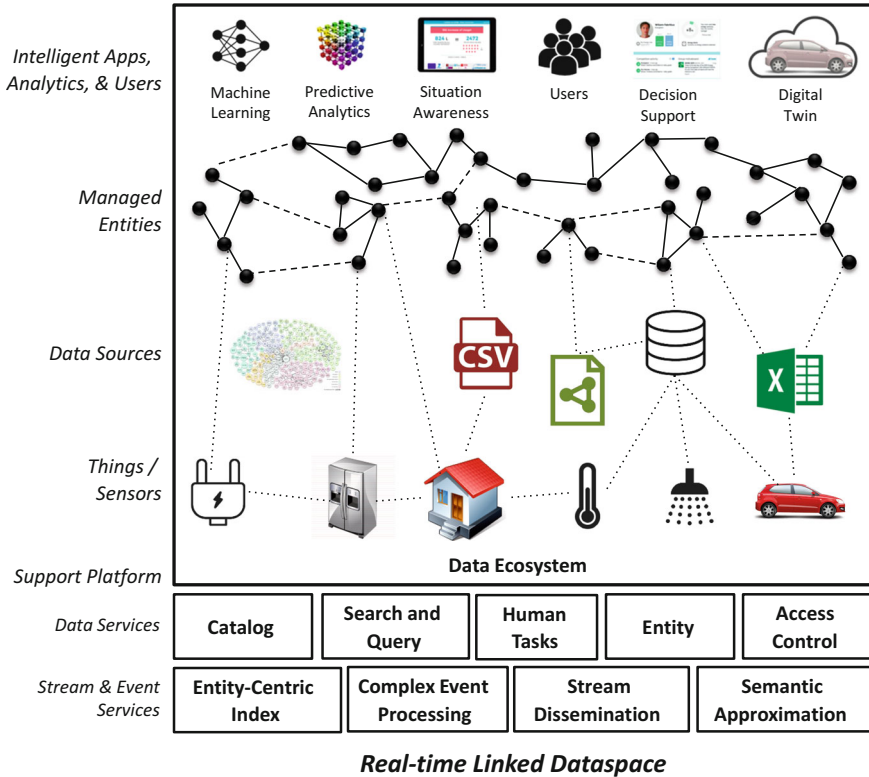 Intelligent Apps,
Analytics, & Users
Machine
Learning
Predictive
Analytics
Situation
Awareness
Users
Decision
Support
Digital
Twin
Managed
Entities
Data Sources
CSV
X
Things /
Sensors
Data Ecosystem
Support Platform
Data Services
Catalog
Search and
Query
Human
Tasks
Entity
Access
Control
Stream & Event
Services
Entity-Centric
Index
Complex Event
Processing
Stream
Dissemination
Semantic
Approximation
Real-time Linked Dataspace